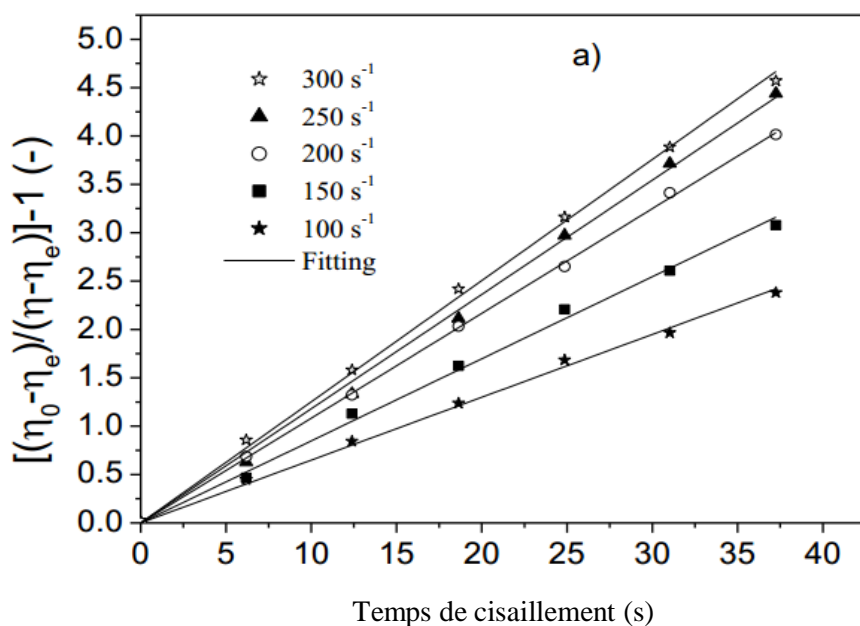 a)
300 s⁻¹
250 s⁻¹
200 s⁻¹
150 s⁻¹
100 s⁻¹
Fitting
[(η₀-ηₑ)/(η-ηₑ)]-1 (-)
5.0
4.5
4.0
3.5
3.0
2.5
2.0
1.5
1.0
0.5
0.0
0 5 10 15 20 25 30 35 40
Temps de cisaillement (s)